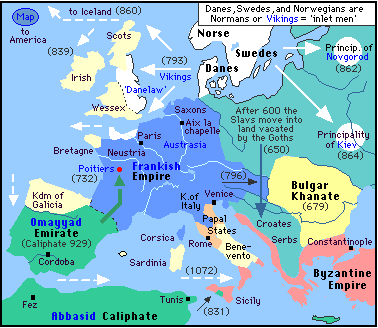 Map
to Iceland (860)
Danes, Swedes, and Norwegians are
Normans or Vikings = 'inlet men'
to
America
Scots
Norse
Swedes
Princip. of
Novgorod
(862)
(839)
(793)
Irish
Vikings
Danes
'Danelaw'
Wessex
Saxons
After 600 the
Slavs move into
land vacated
by the Goths
(650)
Principality
of Kiev
(864)
Aix la
chapelle
Paris
Bretagne
Neustria
Austrasia
Poitiers
(732)
Frankish
Empire
(796)
Bulgar
Khanate
(679)
Kdm of
Galicia
K.of
Italy
Venice
Omayyad
Emirate
(Caliphate 929)
Papal
States
Croates
Serbs
Constantinople
Corsica
Rome
Bene-
vento
Cordoba
Sardinia
Byzantine
Empire
(1072)
Sicily
Fez
Tunis
(831)
Abbasid Caliphate